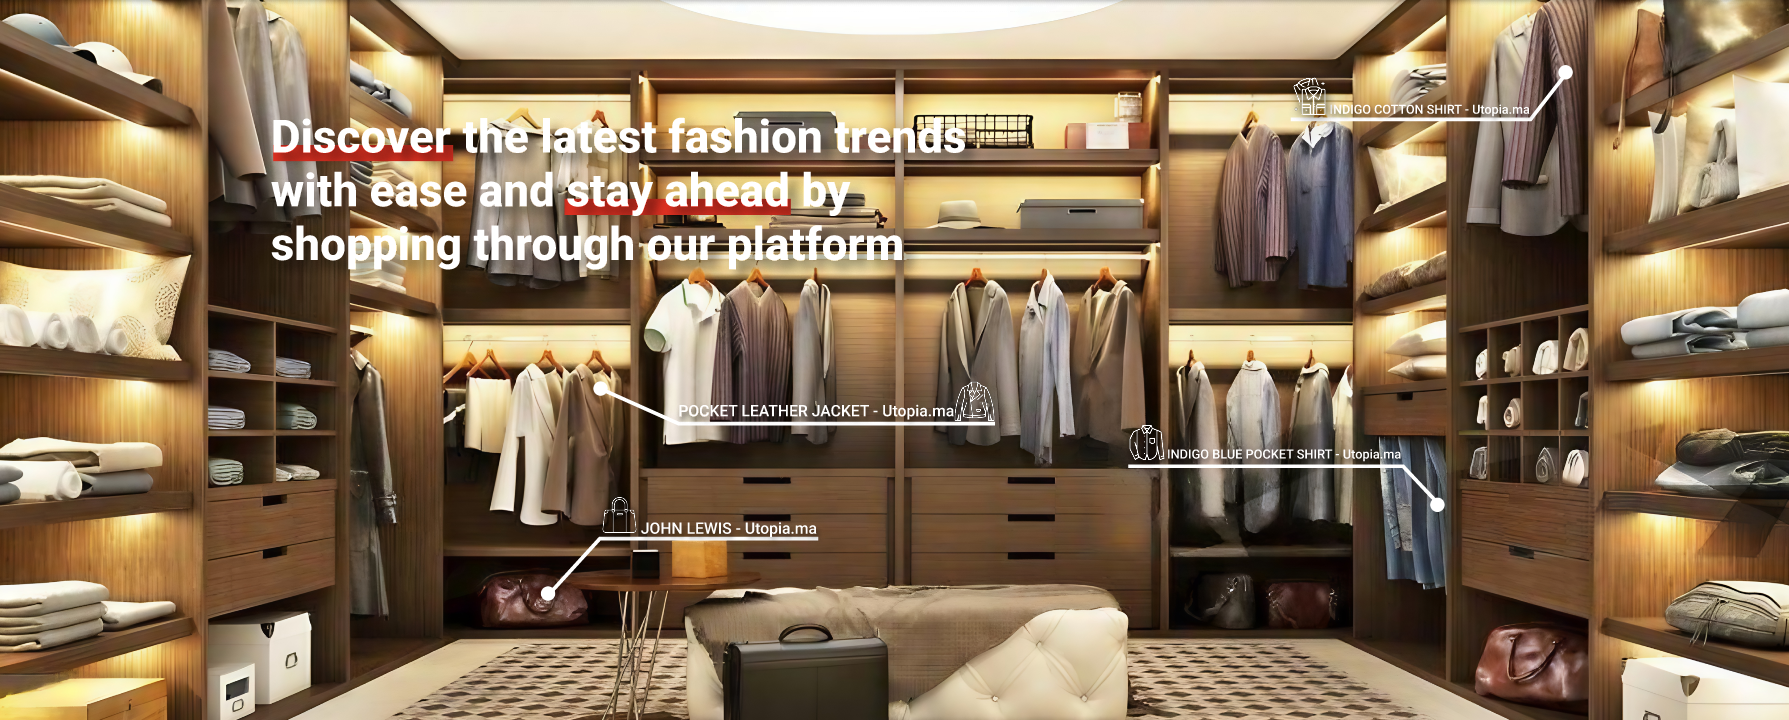 Discover the latest fashion trends
with ease and stay ahead by
shopping through our platform
INDIGO COTTON SHIRT - Utopia.ma
POCKET LEATHER JACKET - Utopia.ma
INDIGO BLUE POCKET SHIRT - Utopia.ma
JOHN LEWIS - Utopia.ma